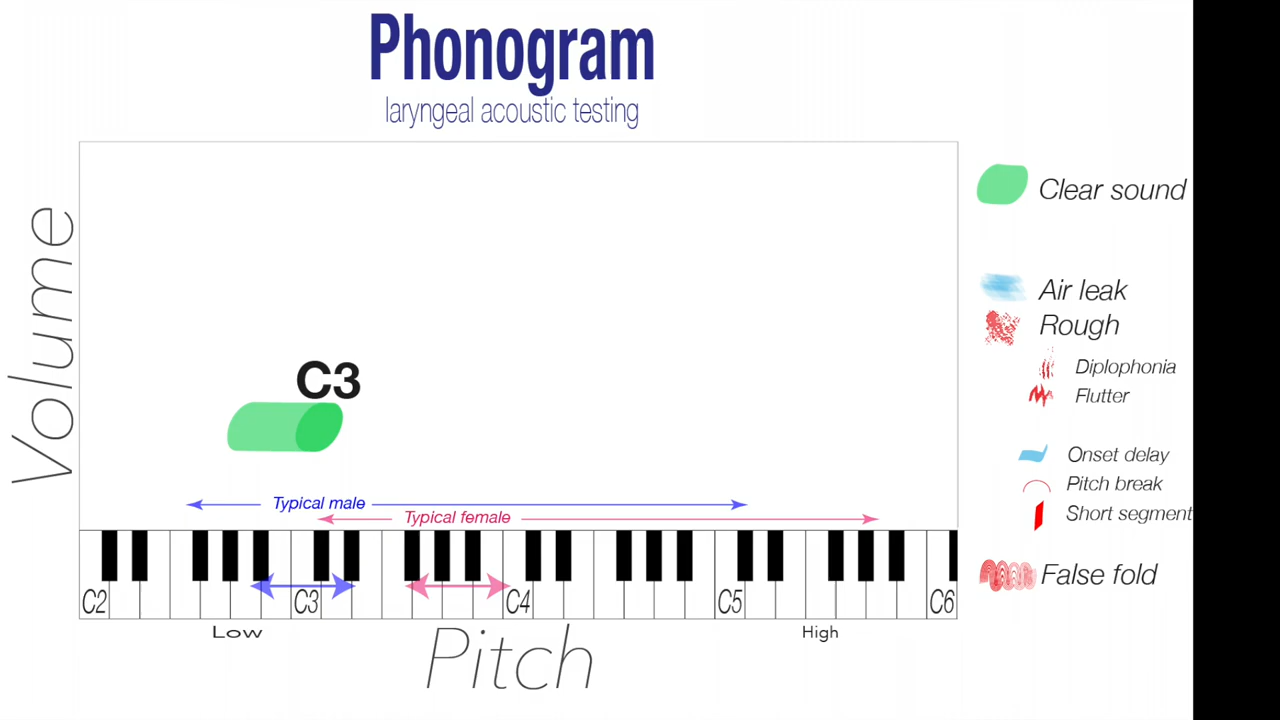 Phonogram
laryngeal acoustic testing
Volume
C3
Typical male
Typical female
C2
C3
C4
C5
C6
Low
High
Pitch
Clear sound
Air leak
Rough
Diplophonia
Flutter
Onset delay
Pitch break
Short segment
False fold